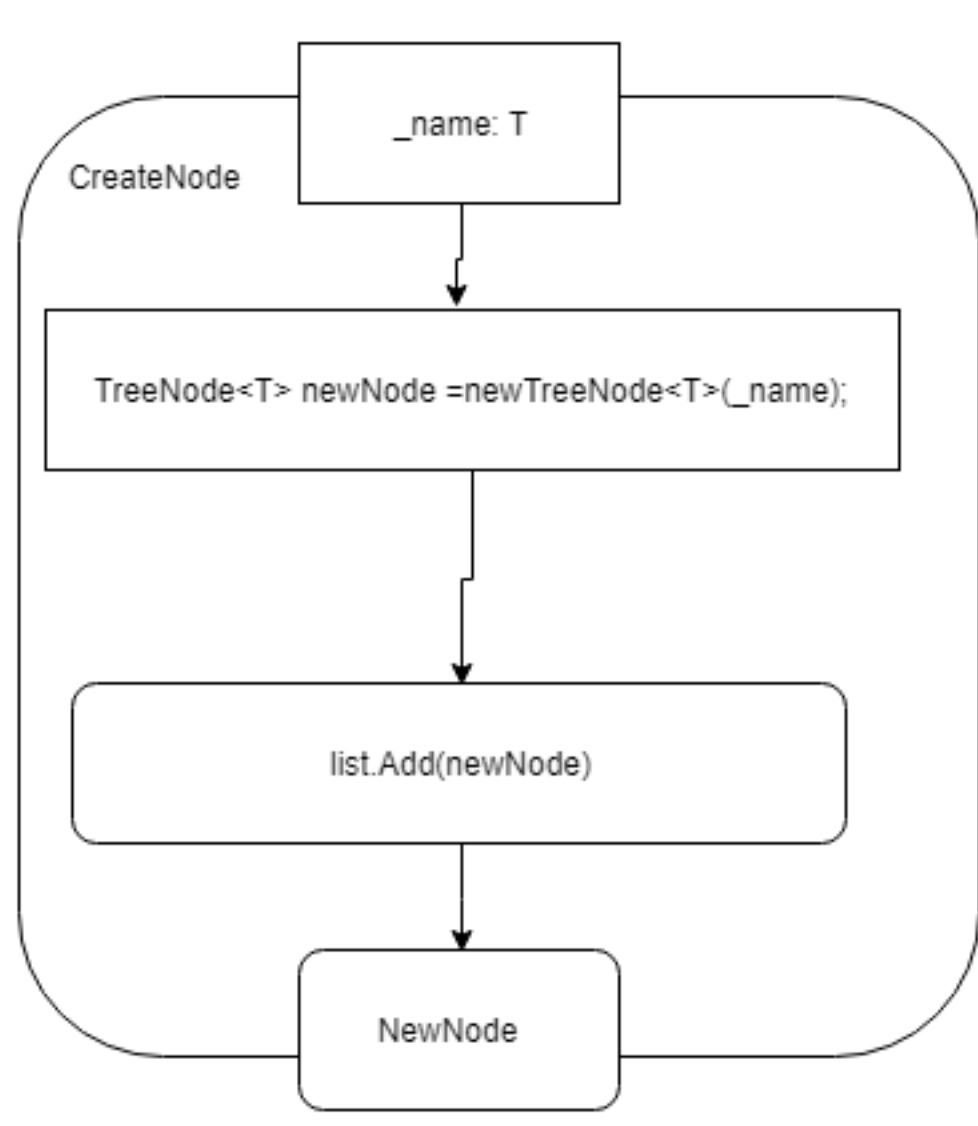 _name: T
CreateNode
TreeNode<T> newNode =newTreeNode<T>(_name);
list.Add(newNode)
NewNode